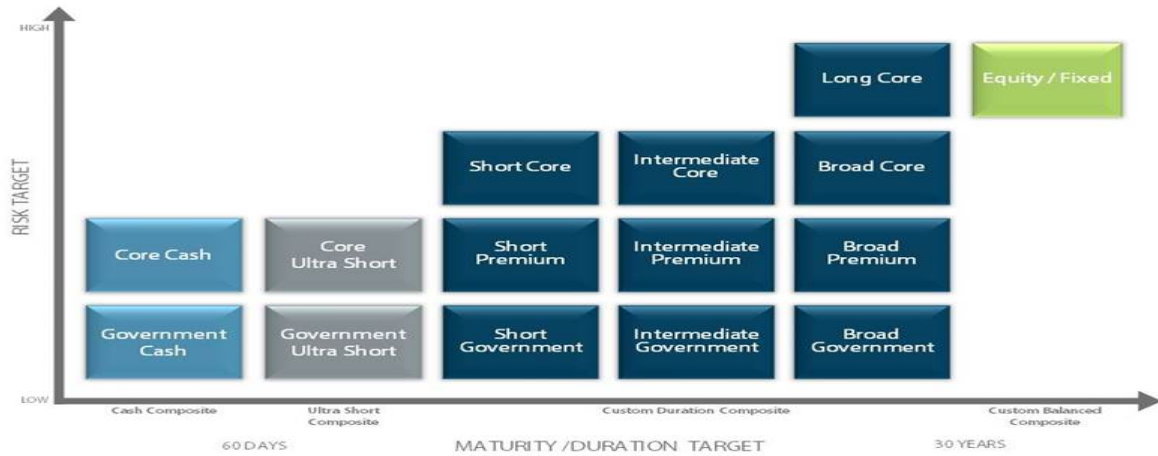 HIGH
Long Core
Equity / Fixed
Short Core
Intermediate
Core
Broad Core
RISK TARGET
Core Cash
Core
Ultra Short
Short
Premium
Intermediate
Premium
Broad
Premium
Government
Cash
Government
Ultra Short
Short
Government
Intermediate
Government
Broad
Government
LOW
Cash Composite
Ultra Short
Composite
Custom Duration Composite
Custom Balanced
Composite
60 DAYS
MATURITY /DURATION TARGET
30 YEARS